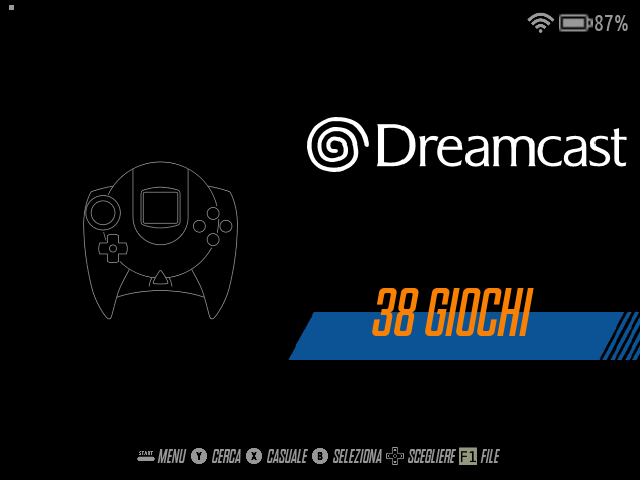 87%
Dreamcast
38 GIOCHI
START MENU Y CERCA X CASUALE B SELEZIONA SCEGLIERE F1 FILE